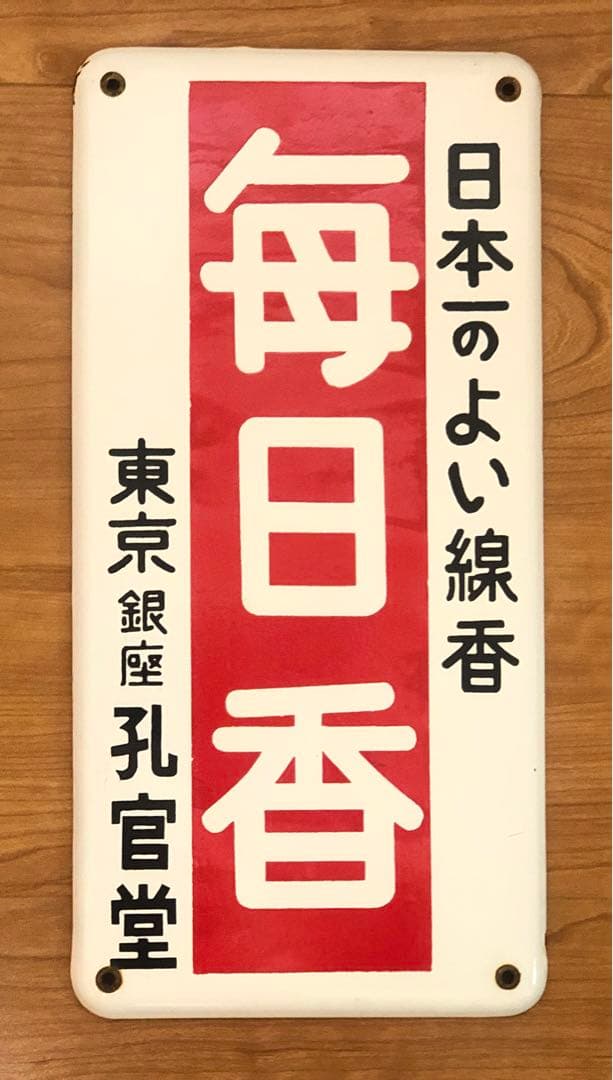 日本一のよい線香
毎日香
東京銀座孔官堂